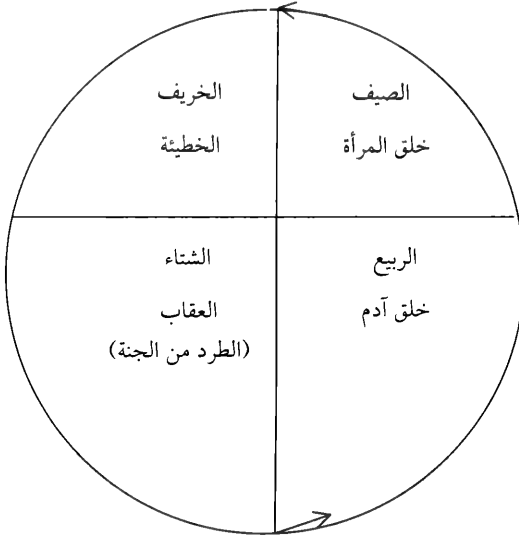 الصيف
خلق المرأة
الخريف
الخطيئة
الربيع
خلق آدم
الشتاء
العقاب
(الطرد من الجنة)